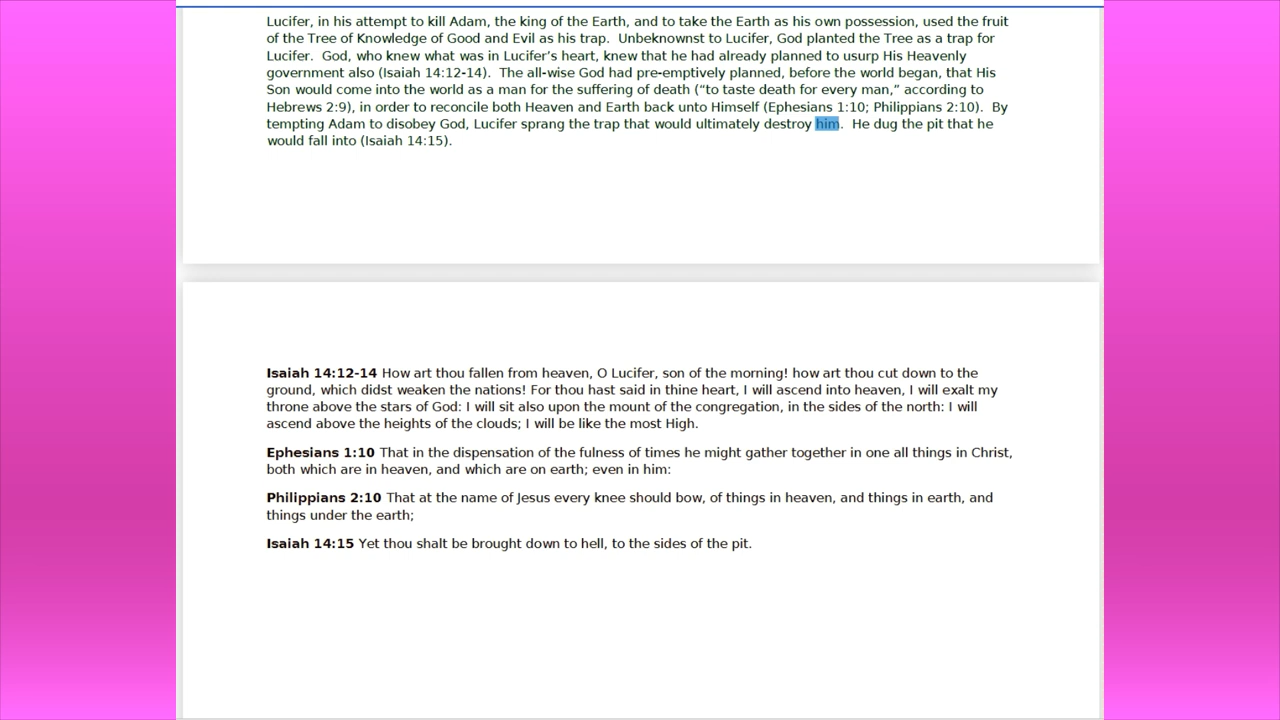 Lucifer, in his attempt to kill Adam, the king of the Earth, and to take the Earth as his own possession, used the fruit
of the Tree of Knowledge of Good and Evil as his trap.  Unbeknownst to Lucifer, God planted the Tree as a trap for
Lucifer.  God, who knew what was in Lucifer’s heart, knew that he had already planned to usurp His Heavenly
government also (Isaiah 14:12-14).  The all-wise God had pre-emptively planned, before the world began, that His
Son would come into the world as a man for the suffering of death (“to taste death for every man,” according to
Hebrews 2:9), in order to reconcile both Heaven and Earth back unto Himself (Ephesians 1:10; Philippians 2:10).  By
tempting Adam to disobey God, Lucifer sprang the trap that would ultimately destroy him.  He dug the pit that he
would fall into (Isaiah 14:15).
Isaiah 14:12-14 How art thou fallen from heaven, O Lucifer, son of the morning! how art thou cut down to the
ground, which didst weaken the nations! For thou hast said in thine heart, I will ascend into heaven, I will exalt my
throne above the stars of God: I will sit also upon the mount of the congregation, in the sides of the north: I will
ascend above the heights of the clouds; I will be like the most High.
Ephesians 1:10 That in the dispensation of the fulness of times he might gather together in one all things in Christ,
both which are in heaven, and which are on earth; even in him:
Philippians 2:10 That at the name of Jesus every knee should bow, of things in heaven, and things in earth, and
things under the earth;
Isaiah 14:15 Yet thou shalt be brought down to hell, to the sides of the pit.